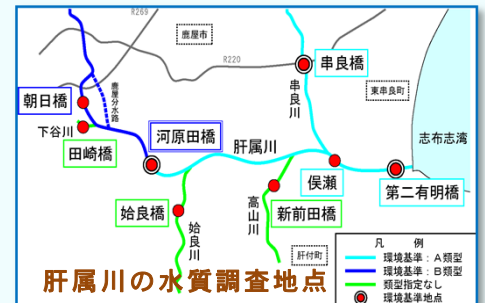 R269
鹿屋市
R220
串良橋
朝日橋
鹿屋分水路
串良川
東串良町
下谷川
田崎橋
河原田橋
肝属川
志布志湾
俣瀬
第二有明橋
姶良橋
姶良川
高山川
新前田橋
肝付町
凡 例
環境基準：A類型
環境基準：B類型
類型指定なし
環境基準地点
肝属川の水質調査地点